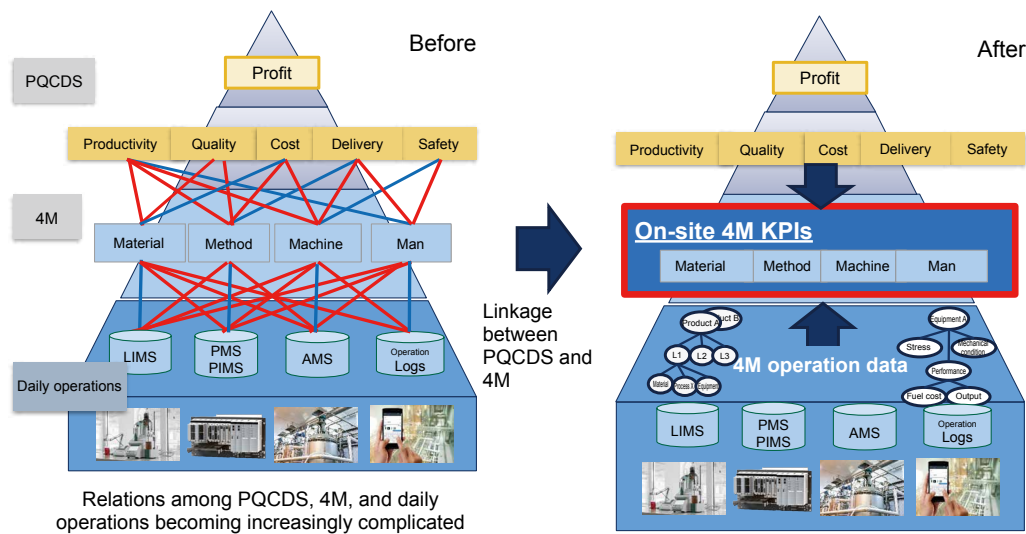 Before
PQCDS
Profit
Productivity
Quality
Cost
Delivery
Safety
4M
Material
Method
Machine
Man
LIMS
PMS
PIMS
AMS
Operation
Logs
Daily operations
Relations among PQCDS, 4M, and daily
operations becoming increasingly complicated
Linkage
between
PQCDS and
4M
After
Profit
Productivity
Quality
Cost
Delivery
Safety
On-site 4M KPIs
Material
Method
Machine
Man
Product A
uct B
L1
L2
L3
Material
Process X
Equipment
4M operation data
Equipment A
Stress
Mechanical
condition
Performance
Fuel cost
Output
LIMS
PMS
PIMS
AMS
Operation
Logs